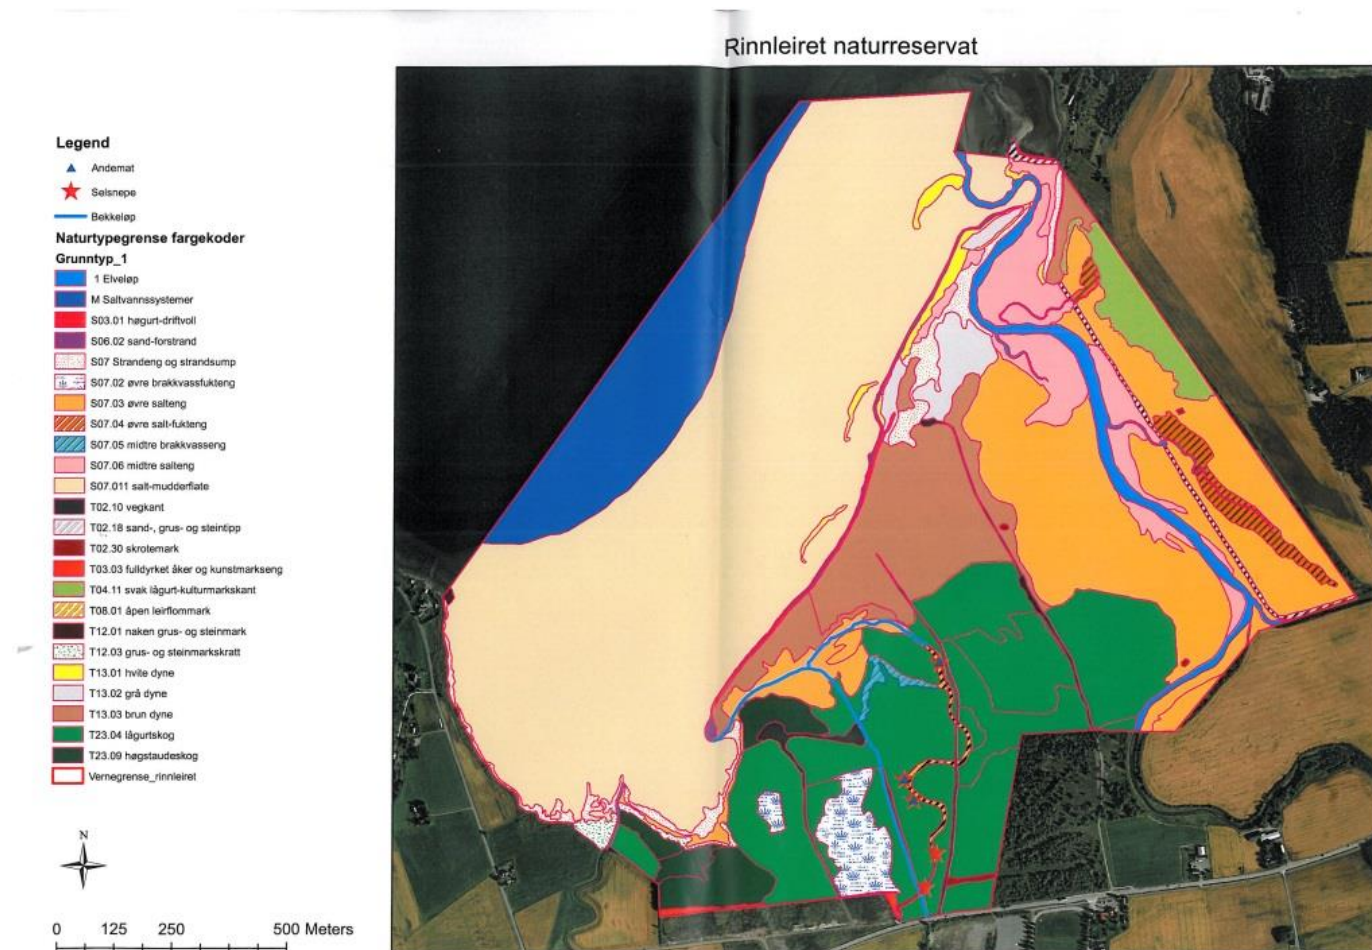 Rinnleiret naturreservat
Legend
Andemat
Selsnepe
Bekkeløp
Naturtypegrense fargekoder
Grunntyp_1
1 Elveløp
M Saltvannssystemer
S03.01 høgurt-driftvoll
S06.02 sand-forstrand
S07 Strandeng og strandsump
S07.02 øvre brakkvassfukteng
S07.03 øvre salteng
S07.04 øvre salt-fukteng
S07.05 midtre brakkvasseng
S07.06 midtre salteng
S07.011 salt-mudderflate
T02.10 vegkant
T02.18 sand-, grus- og steintipp
T02.30 skrotemark
T03.03 fulldyrket åker og kunstmarkseng
T04.11 svak lågurt-kulturmarkskant
T08.01 åpen leirflommark
T12.01 naken grus- og steinmark
T12.03 grus- og steinmarkskratt
T13.01 hvite dyne
T13.02 grå dyne
T13.03 brun dyne
T23.04 lågurtskog
T23.09 høgstaudeskog
Vernegrense_rinnleiret
N
0 125 250 500 Meters